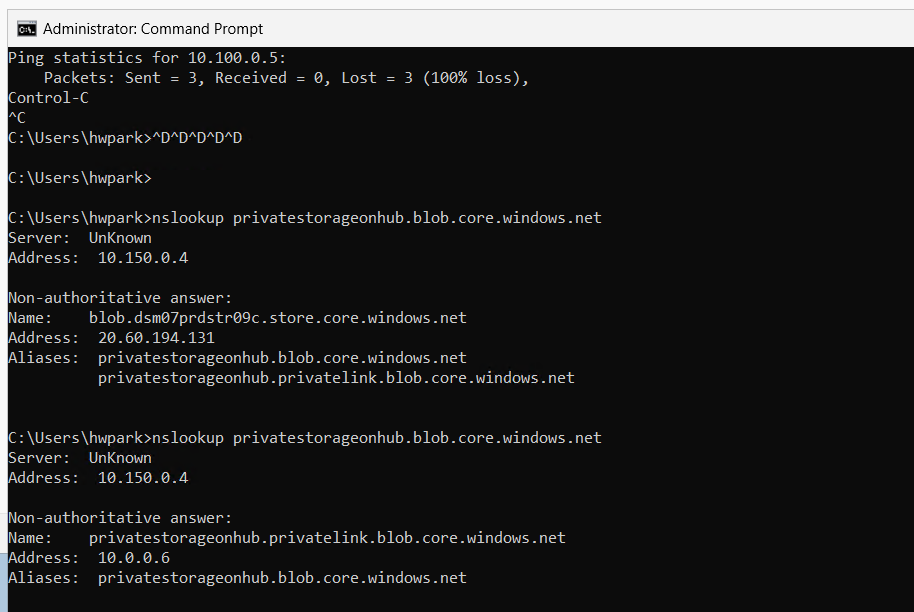 Administrator: Command Prompt
Ping statistics for 10.100.0.5:
    Packets: Sent = 3, Received = 0, Lost = 3 (100% loss),
Control-C
^C
C:\Users\hwpark>^D^D^D^D^D
C:\Users\hwpark>
C:\Users\hwpark>nslookup privatestorageonhub.blob.core.windows.net
Server:  UnKnown
Address:  10.150.0.4
Non-authoritative answer:
Name:    blob.dsm07prdstr09c.store.core.windows.net
Address:  20.60.194.131
Aliases:  privatestorageonhub.blob.core.windows.net
          privatestorageonhub.privatelink.blob.core.windows.net
C:\Users\hwpark>nslookup privatestorageonhub.blob.core.windows.net
Server:  UnKnown
Address:  10.150.0.4
Non-authoritative answer:
Name:    privatestorageonhub.privatelink.blob.core.windows.net
Address:  10.0.0.6
Aliases:  privatestorageonhub.blob.core.windows.net